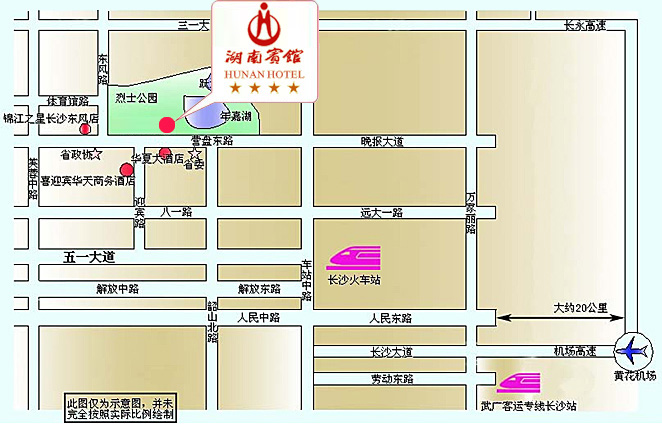 三一大
长永高速
湖南賓館
HUNAN HOTEL
东风路
跃
烈士公园
体育馆路
年嘉湖
锦江之星长沙东风店
营盘东路
晚报大道
芙蓉中路
省政协
华夏大酒店
省委
喜迎宾华天商务酒店
迎宾路
八一路
远大一路
万家丽路
五一大道
车站中路
长沙火车站
解放中路
解放东路
韶山北路
人民中路
人民东路
大约20公里
长沙大道
机场高速
黄花机场
劳动东路
武广客运专线长沙站
此图仅为示意图，并未
完全按照实际比例绘制